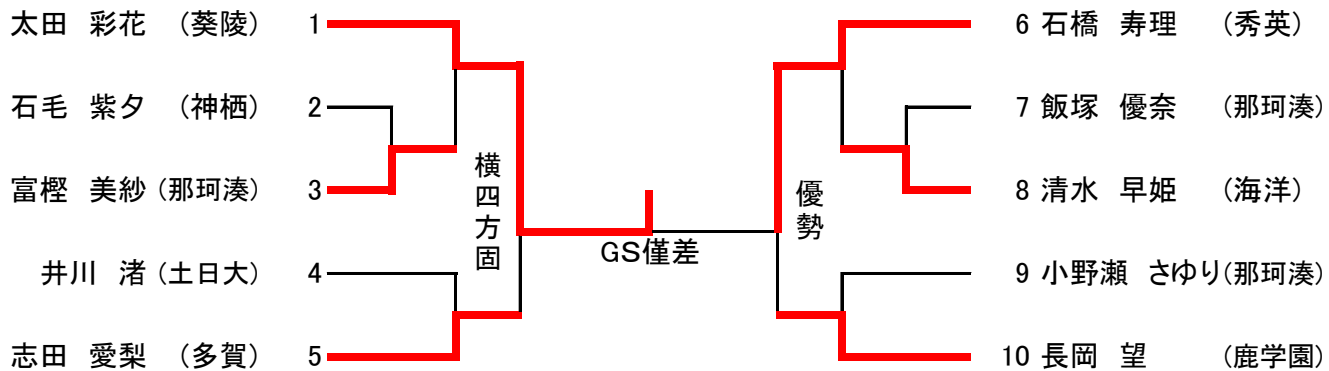 太田 彩花 (葵陵) 1
石毛 紫夕 (神栖) 2
富樫 美紗 (那珂湊) 3
井川 渚 (土日大) 4
志田 愛梨 (多賀) 5
横四方固
GS僅差
優勢
6 石橋 寿理 (秀英)
7 飯塚 優奈 (那珂湊)
8 清水 早姫 (海洋)
9 小野瀬 さゆり (那珂湊)
10 長岡 望 (鹿学園)